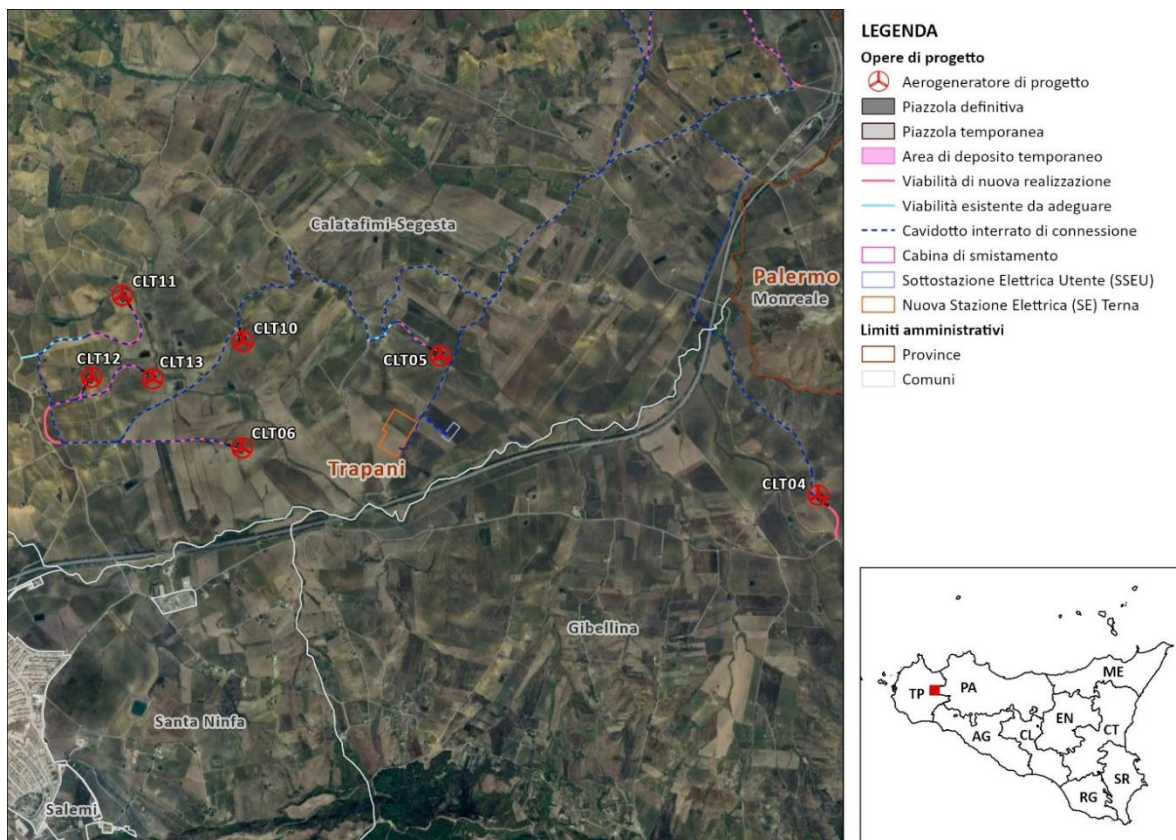 Calatafimi-Segesta
Palermo
Monreale
CLT11
CLT10
CLT12
CLT13
CLT05
CLT06
Trapani
CLT04
Gibellina
Santa Ninfa
Salemi
LEGENDA
Opere di progetto
Aerogeneratore di progetto
Piazzola definitiva
Piazzola temporanea
Area di deposito temporaneo
Viabilità di nuova realizzazione
Viabilità esistente da adeguare
Cavidotto interrato di connessione
Cabina di smistamento
Sottostazione Elettrica Utente (SSEU)
Nuova Stazione Elettrica (SE) Terna
Limiti amministrativi
Province
Comuni
ME
TP
PA
EN
CT
AG
CL
SR
RG